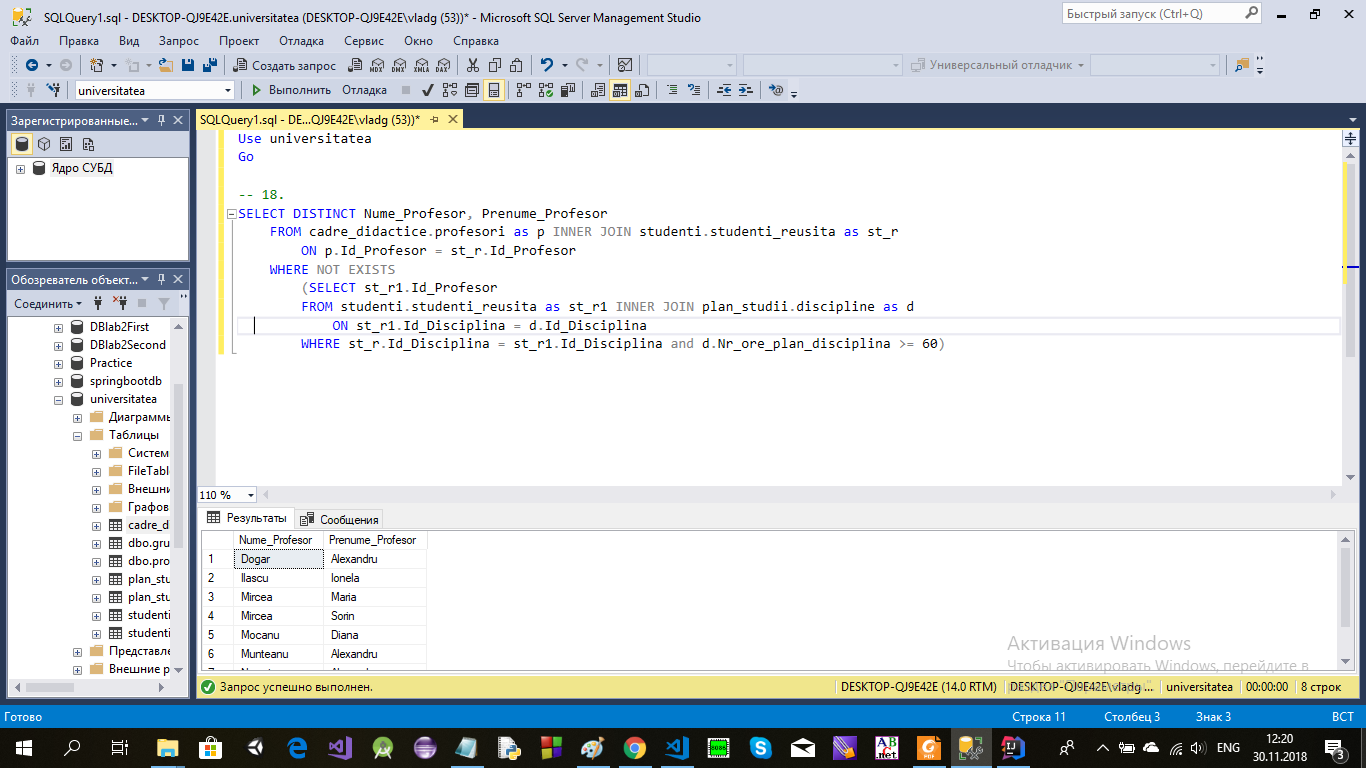 SQLQuery1.sql - DESKTOP-QJ9E42E.universitatea (DESKTOP-QJ9E42E\vladg (53))* - Microsoft SQL Server Management Studio
Быстрый запуск (Ctrl+Q)
Файл Правка Вид Запрос Проект Отладка Сервис Окно Справка
Создать запрос MDX DMX XMLA DAX Универсальный отладчик
universitatea Выполнить Отладка
Зарегистрированные...
Ядро СУБД
Обозреватель объект...
Соединить
DBlab2First
DBlab2Second
Practice
springbootdb
universitatea
Диаграммы
Таблицы
Систем
FileTabl
Внешни
Графов
cadre_d
dbo.gru
dbo.pro
plan_stu
plan_stu
studenti
studenti
Представле
Внешние р
SQLQuery1.sql - DE...QJ9E42E\vladg (53))*
Use universitatea
Go
-- 18.
SELECT DISTINCT Nume_Profesor, Prenume_Profesor
FROM cadre_didactice.profesori as p INNER JOIN studenti.studenti_reusita as st_r
ON p.Id_Profesor = st_r.Id_Profesor
WHERE NOT EXISTS
(SELECT st_r1.Id_Profesor
FROM studenti.studenti_reusita as st_r1 INNER JOIN plan_studii.discipline as d
ON st_r1.Id_Disciplina = d.Id_Disciplina
WHERE st_r.Id_Disciplina = st_r1.Id_Disciplina and d.Nr_ore_plan_disciplina >= 60)
110 %
Результаты Сообщения
Nume_Profesor Prenume_Profesor
1 Dogar Alexandru
2 Ilascu Ionela
3 Mircea Maria
4 Mircea Sorin
5 Mocanu Diana
6 Munteanu Alexandru
Активация Windows
Чтобы активировать Windows, перейдите в
Запрос успешно выполнен. DESKTOP-QJ9E42E (14.0 RTM) DESKTOP-QJ9E42E\vladg ... universitatea 00:00:00 8 строк
Готово Строка 11 Столбец 3 Знак 3 ВСТ
ENG
12:20
30.11.2018
3